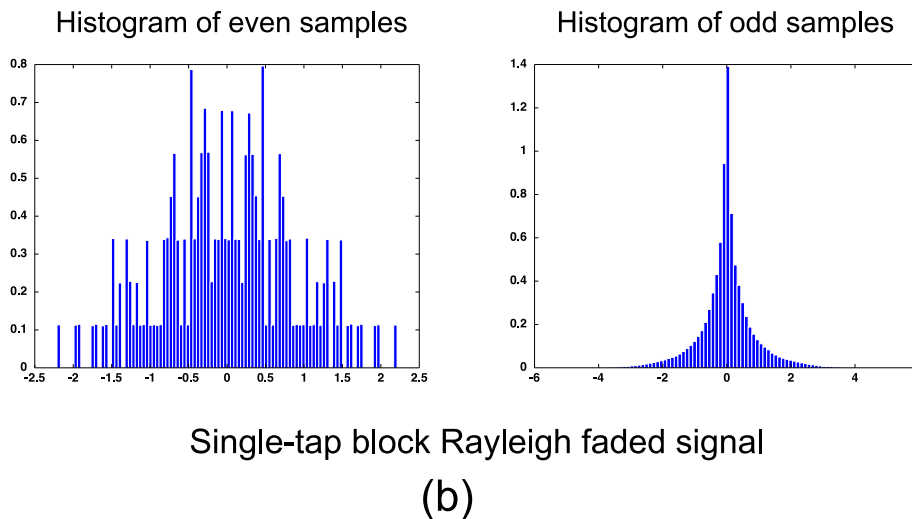 Histogram of even samples
Histogram of odd samples
0.8
0.7
0.6
0.5
0.4
0.3
0.2
0.1
0
-2.5 -2 -1.5 -1 -0.5 0 0.5 1 1.5 2 2.5
1.4
1.2
1
0.8
0.6
0.4
0.2
0
-6 -4 -2 0 2 4
Single-tap block Rayleigh faded signal
(b)